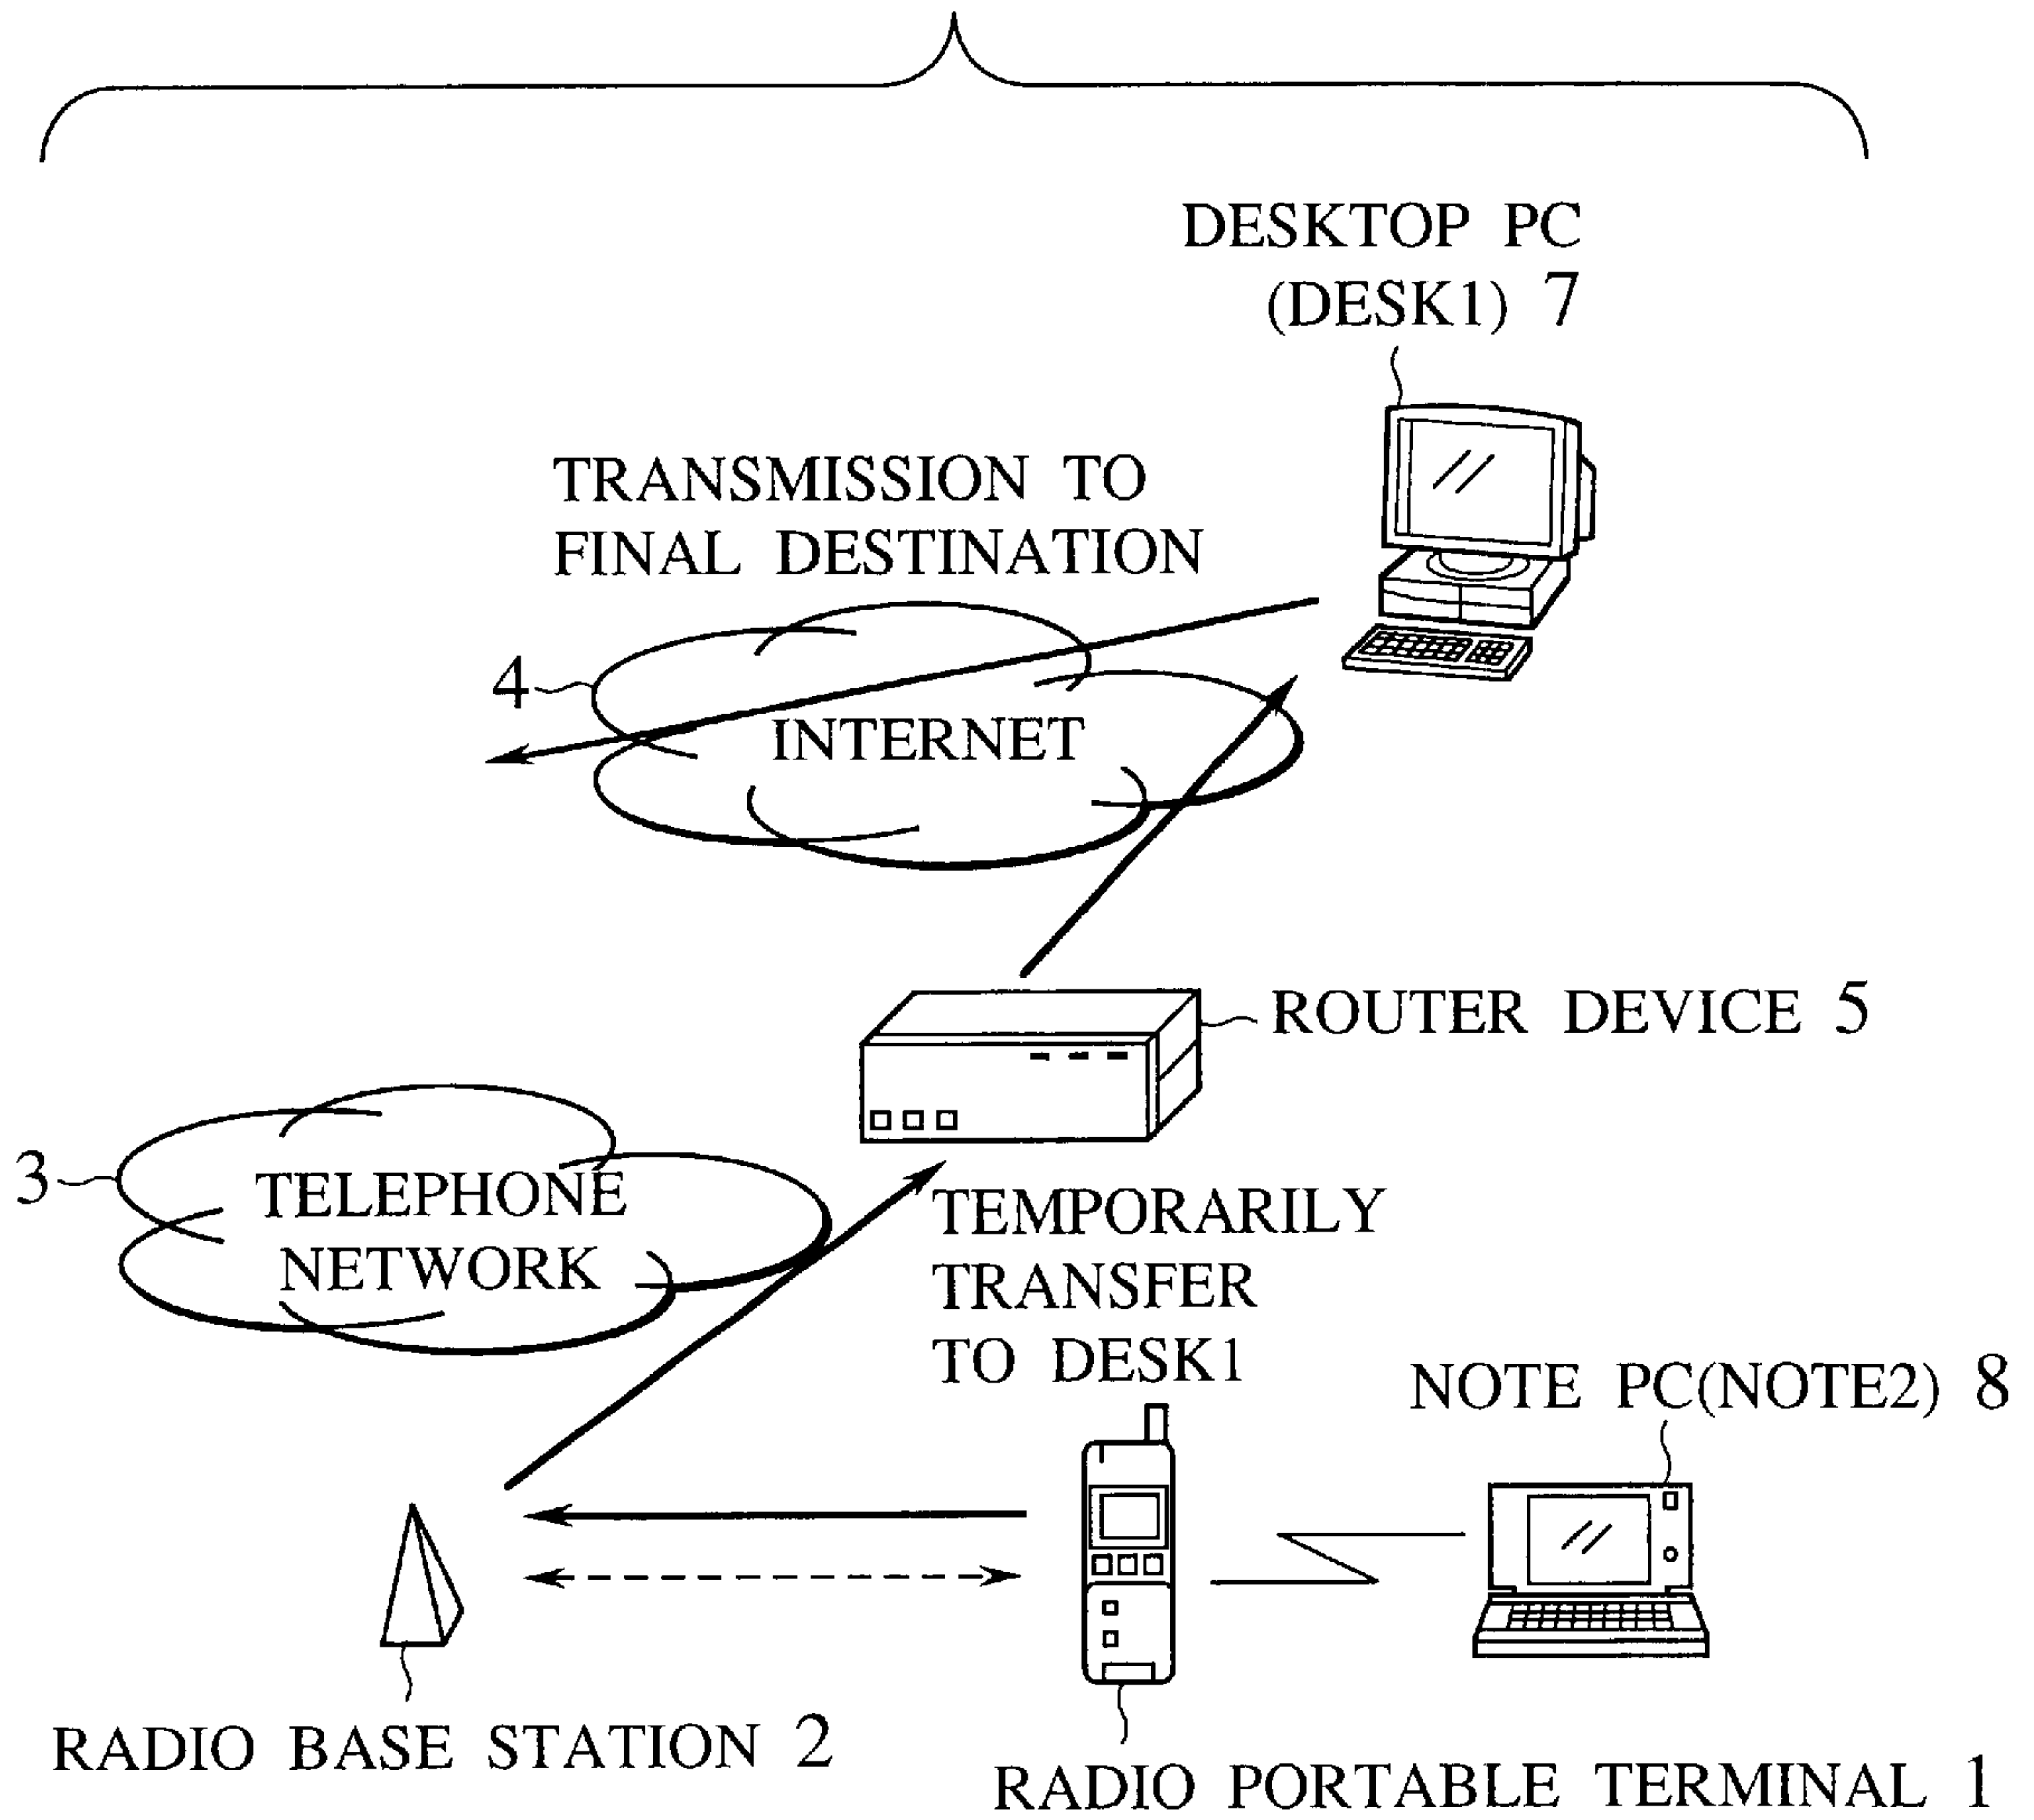 DESKTOP PC
(DESK1) 7
TRANSMISSION TO
FINAL DESTINATION
4
INTERNET
ROUTER DEVICE 5
3
TELEPHONE
NETWORK
TEMPORARILY
TRANSFER
TO DESK1
NOTE PC(NOTE2) 8
RADIO BASE STATION 2
RADIO PORTABLE TERMINAL 1